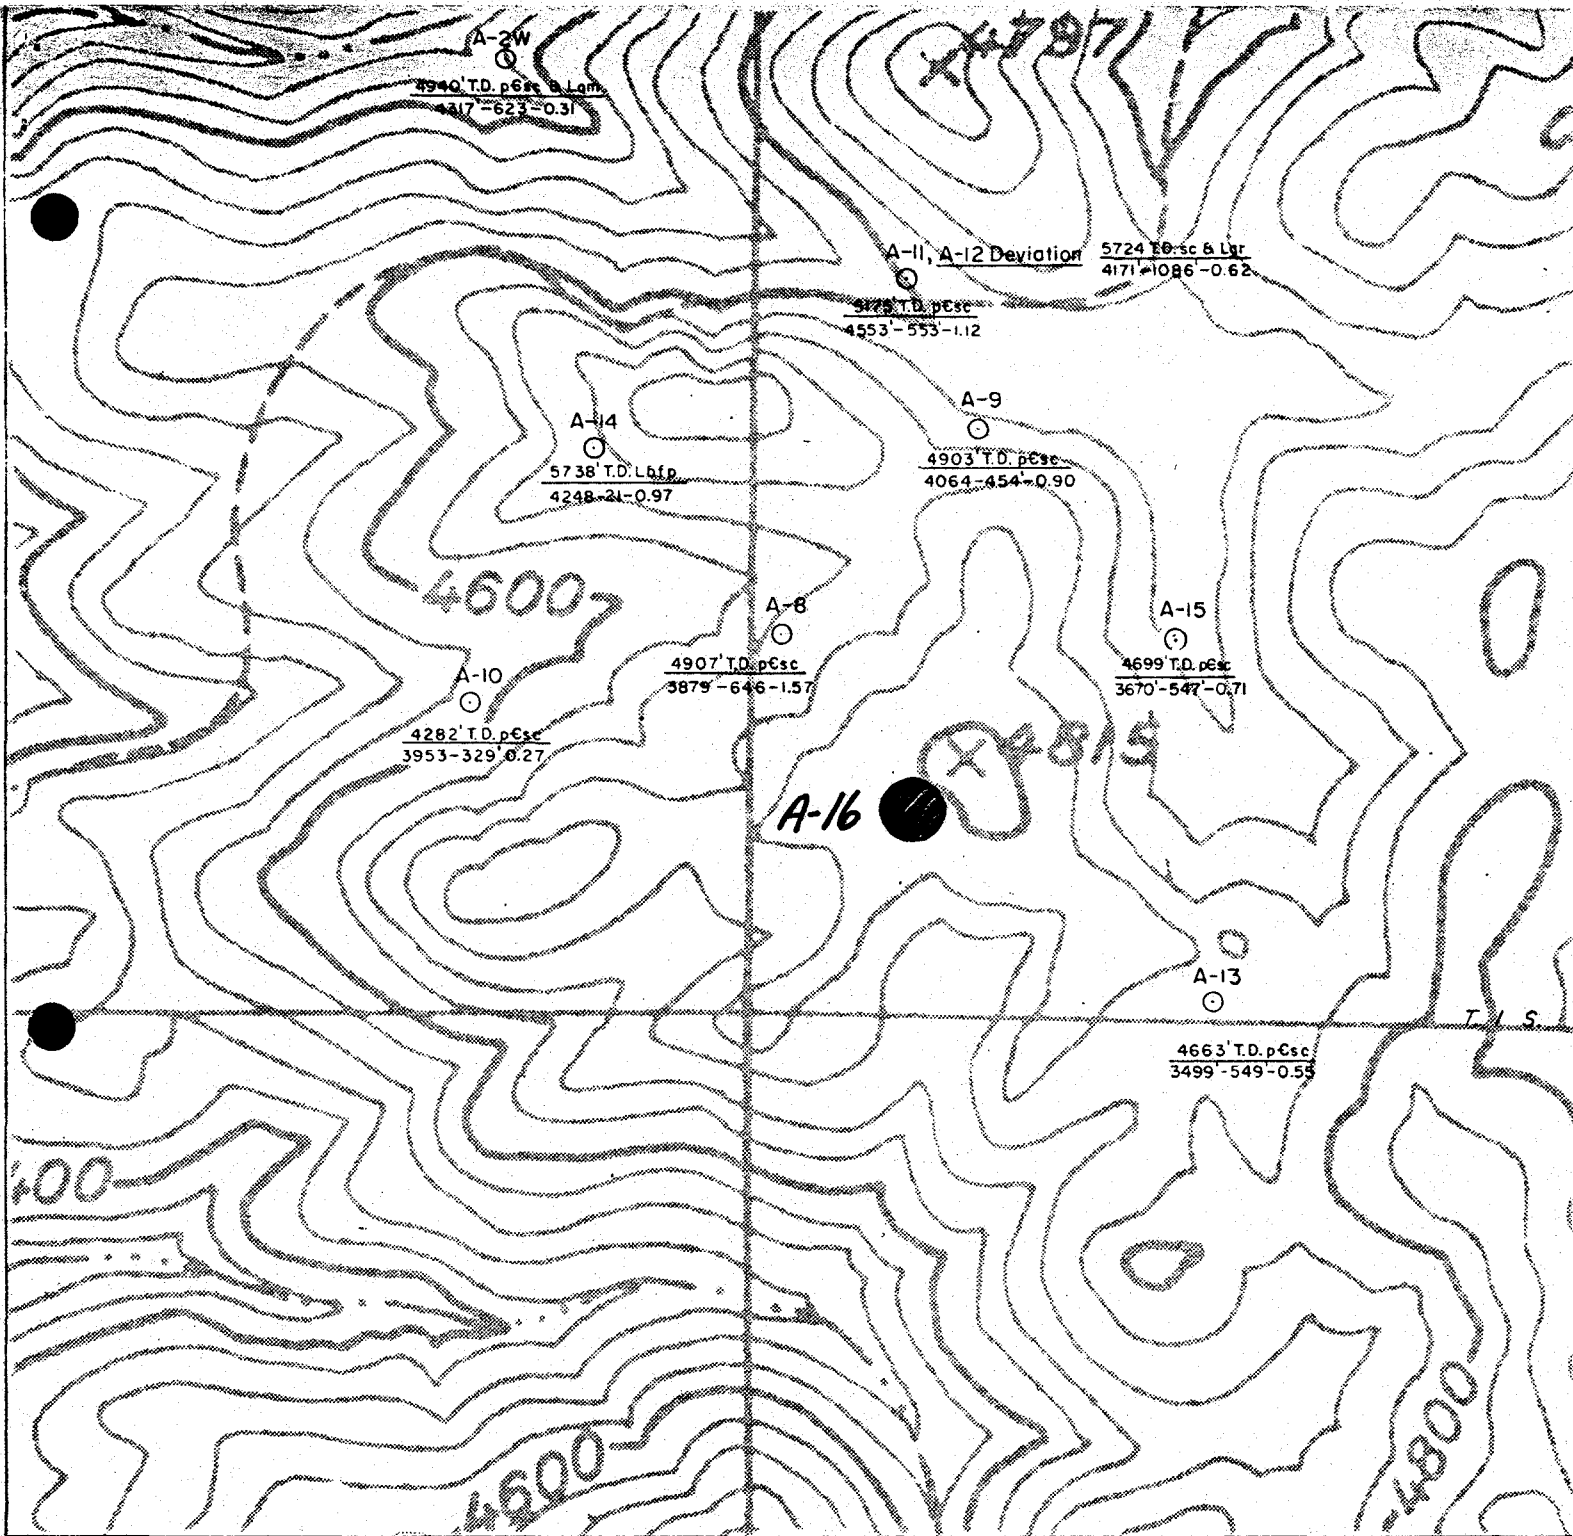 A-2W
4940' T.D. p€sc & Lqm
4317'-623-0.31
4797
A-11, A-12 Deviation
5724 T.D. sc & Lqr
4171'-1086'-0.62
5175' T.D. p€sc
4553'-553'-1.12
A-9
4903' T.D. p€sc
4064-454'-0.90
A-14
5738' T.D. Lbfp
4248-21-0.97
4600
A-8
4907' T.D. p€sc
3879'-646-1.57
A-15
4699' T.D. p€sc
3670'-547'-0.71
A-10
4282' T.D. p€sc
3953-329' 0.27
4815
A-16
A-13
T. 1 S.
4663' T.D. p€sc
3499'-549'-0.55
400
4600
4800